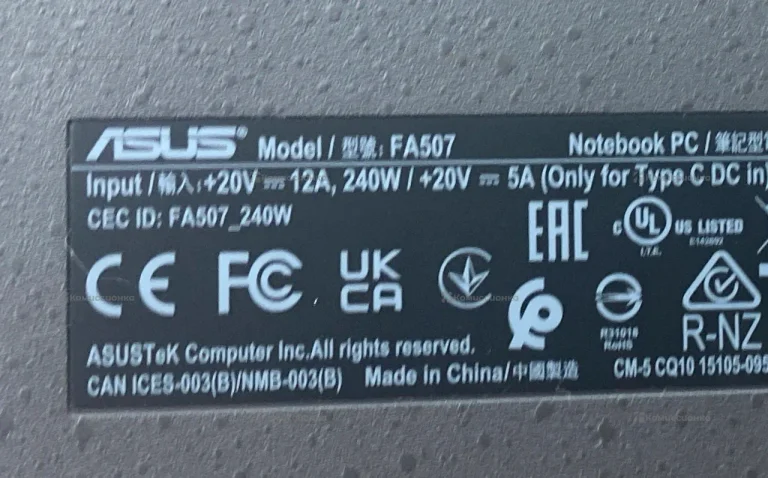 ASUS® Model / 型號: FA507 Notebook PC / 筆記型
Input / 輸入: +20V ⎓ 12A, 240W / +20V ⎓ 5A (Only for Type C DC in)
CEC ID: FA507_240W
EAC C UL US LISTED
E142692
I.T.E.
CE FC UK CA
R31018
RoHS
R-NZ
ASUSTeK Computer Inc.All rights reserved.
CAN ICES-003(B)/NMB-003(B) Made in China/中國製造 CM-5 CQ10 15105-095